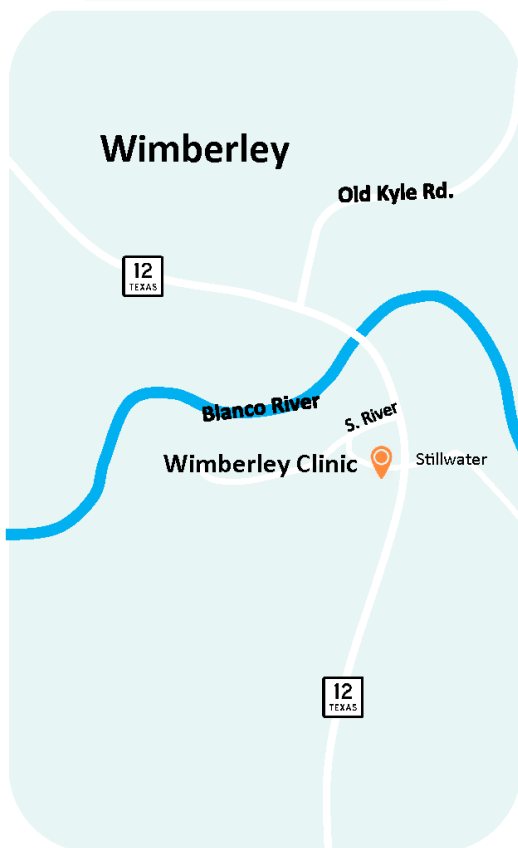 Wimberley
Old Kyle Rd.
12
TEXAS
Blanco River
S. River
Wimberley Clinic
Stillwater
12
TEXAS